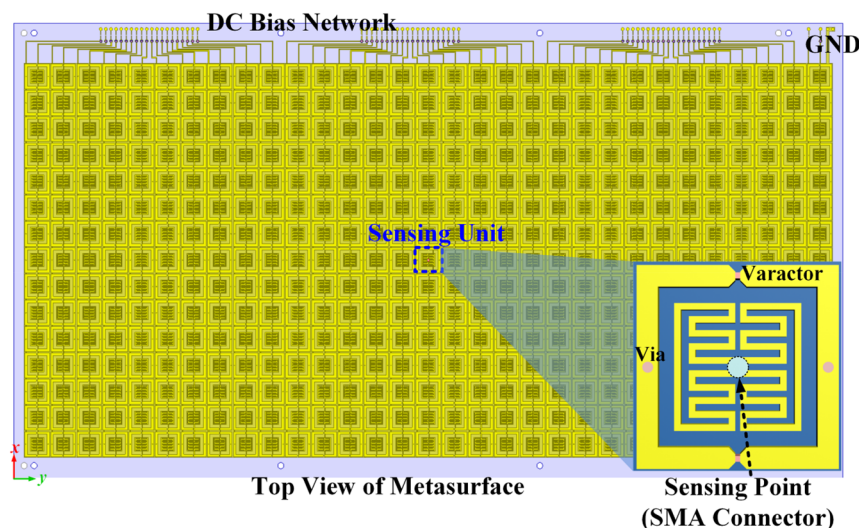 DC Bias Network
GND
Sensing Unit
Varactor
Via
x
y
Top View of Metasurface
Sensing Point
(SMA Connector)